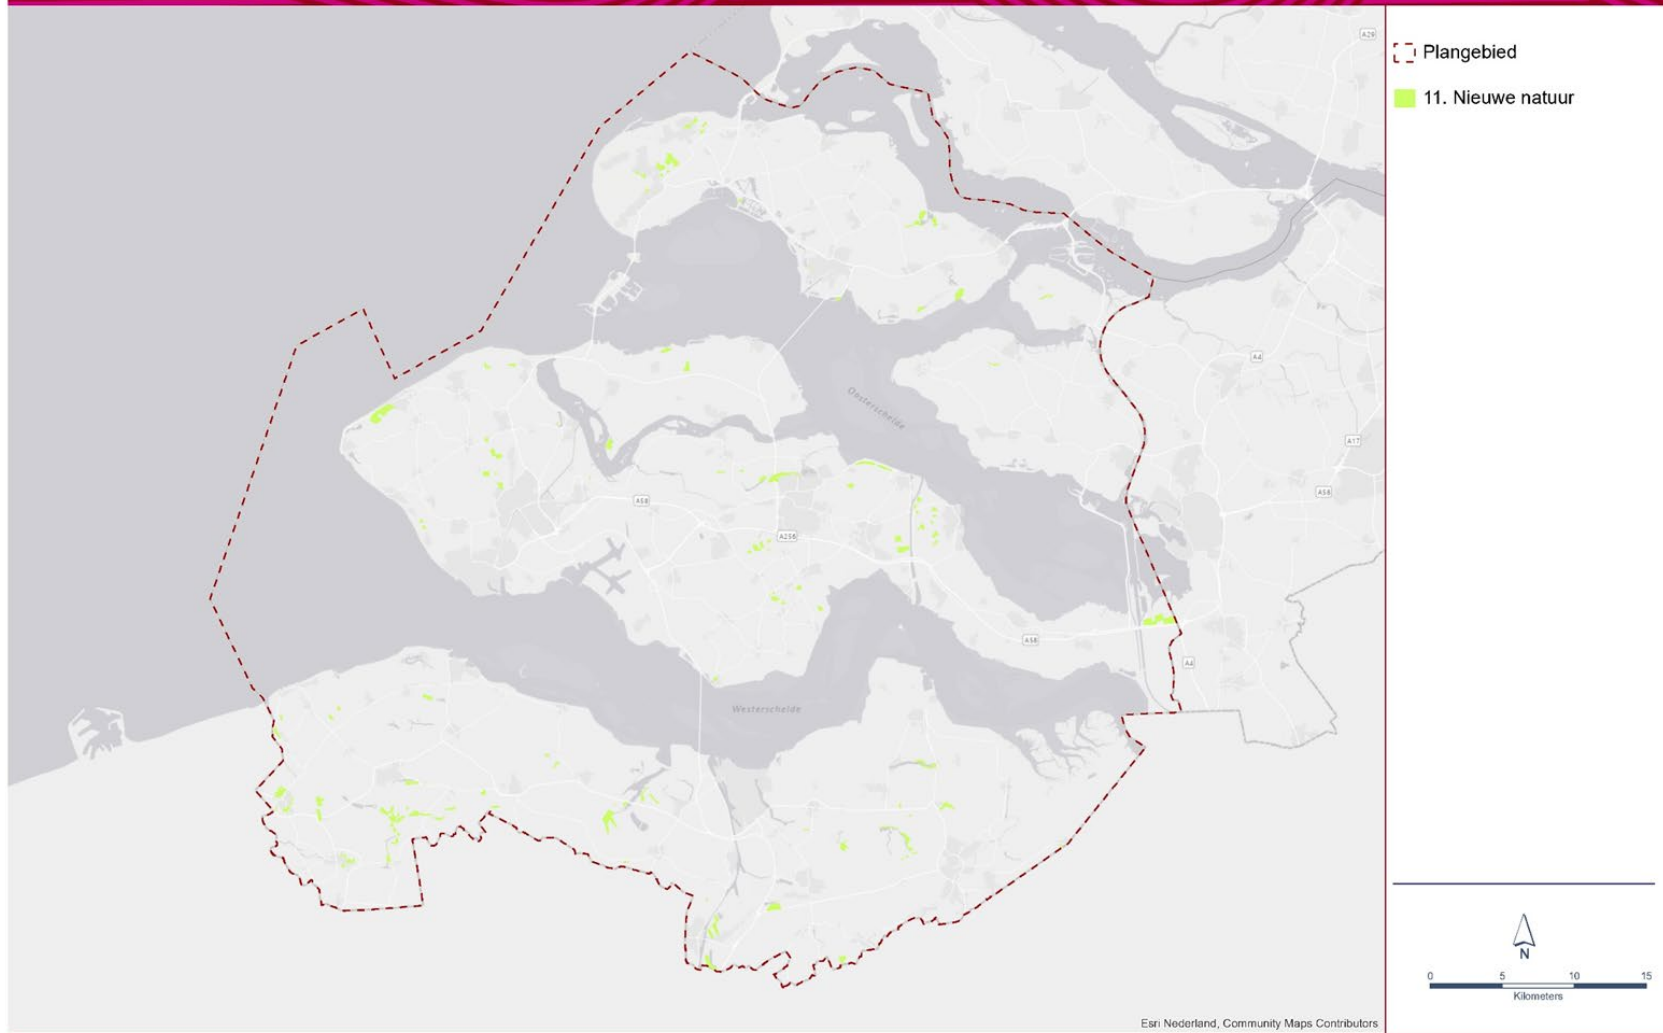 Plangebied
11. Nieuwe natuur
A29
A4
Oosterschelde
A17
A58
A58
A256
A58
A4
Westerschelde
N
0 5 10 15
Kilometers
Esri Nederland, Community Maps Contributors